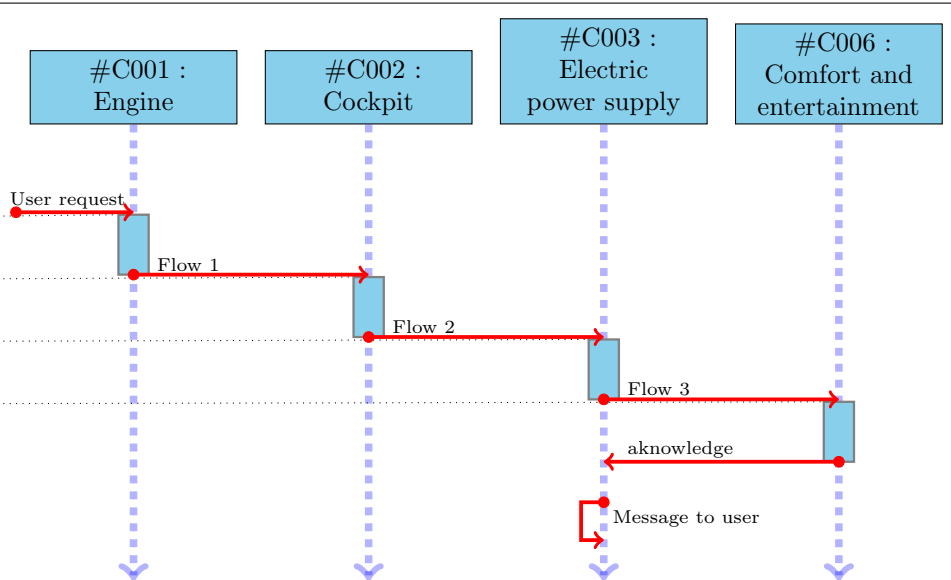 #C001 :
Engine
#C002 :
Cockpit
#C003 :
Electric
power supply
#C006 :
Comfort and
entertainment
User request
Flow 1
Flow 2
Flow 3
aknowledge
Message to user